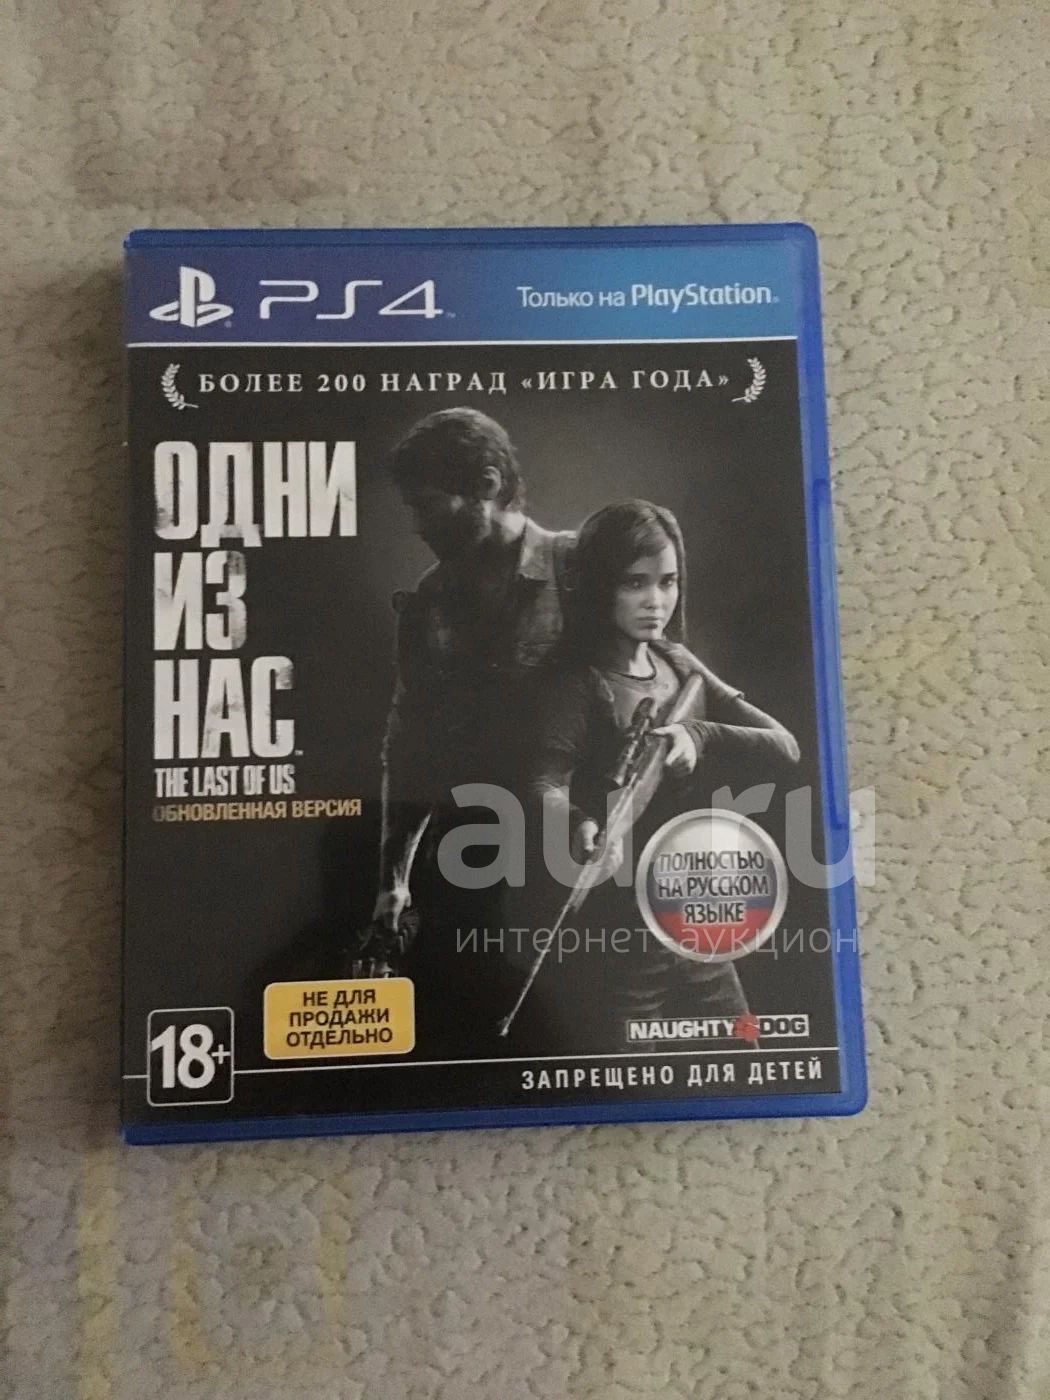 PS4
Только на PlayStation
БОЛЕЕ 200 НАГРАД «ИГРА ГОДА»
ОДНИ
ИЗ
НАС
THE LAST OF US
ОБНОВЛЕННАЯ ВЕРСИЯ
au.ru
интернет-аукцион
ПОЛНОСТЬЮ
НА РУССКОМ
ЯЗЫКЕ
НЕ ДЛЯ
ПРОДАЖИ
ОТДЕЛЬНО
NAUGHTY DOG
18+
ЗАПРЕЩЕНО ДЛЯ ДЕТЕЙ